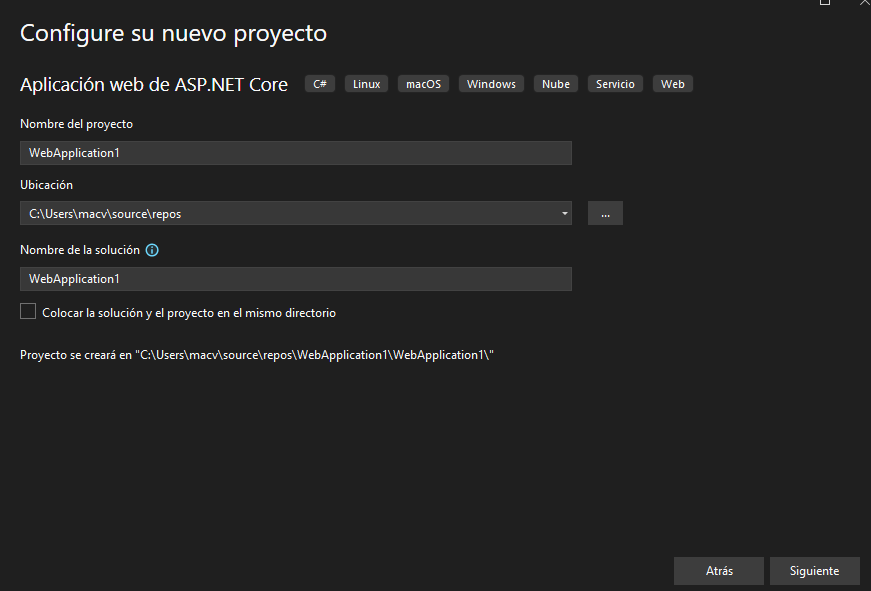 Configure su nuevo proyecto
Aplicación web de ASP.NET Core C# Linux macOS Windows Nube Servicio Web
Nombre del proyecto
WebApplication1
Ubicación
C:\Users\macv\source\repos
...
Nombre de la solución
WebApplication1
Colocar la solución y el proyecto en el mismo directorio
Proyecto se creará en "C:\Users\macv\source\repos\WebApplication1\WebApplication1\"
Atrás Siguiente